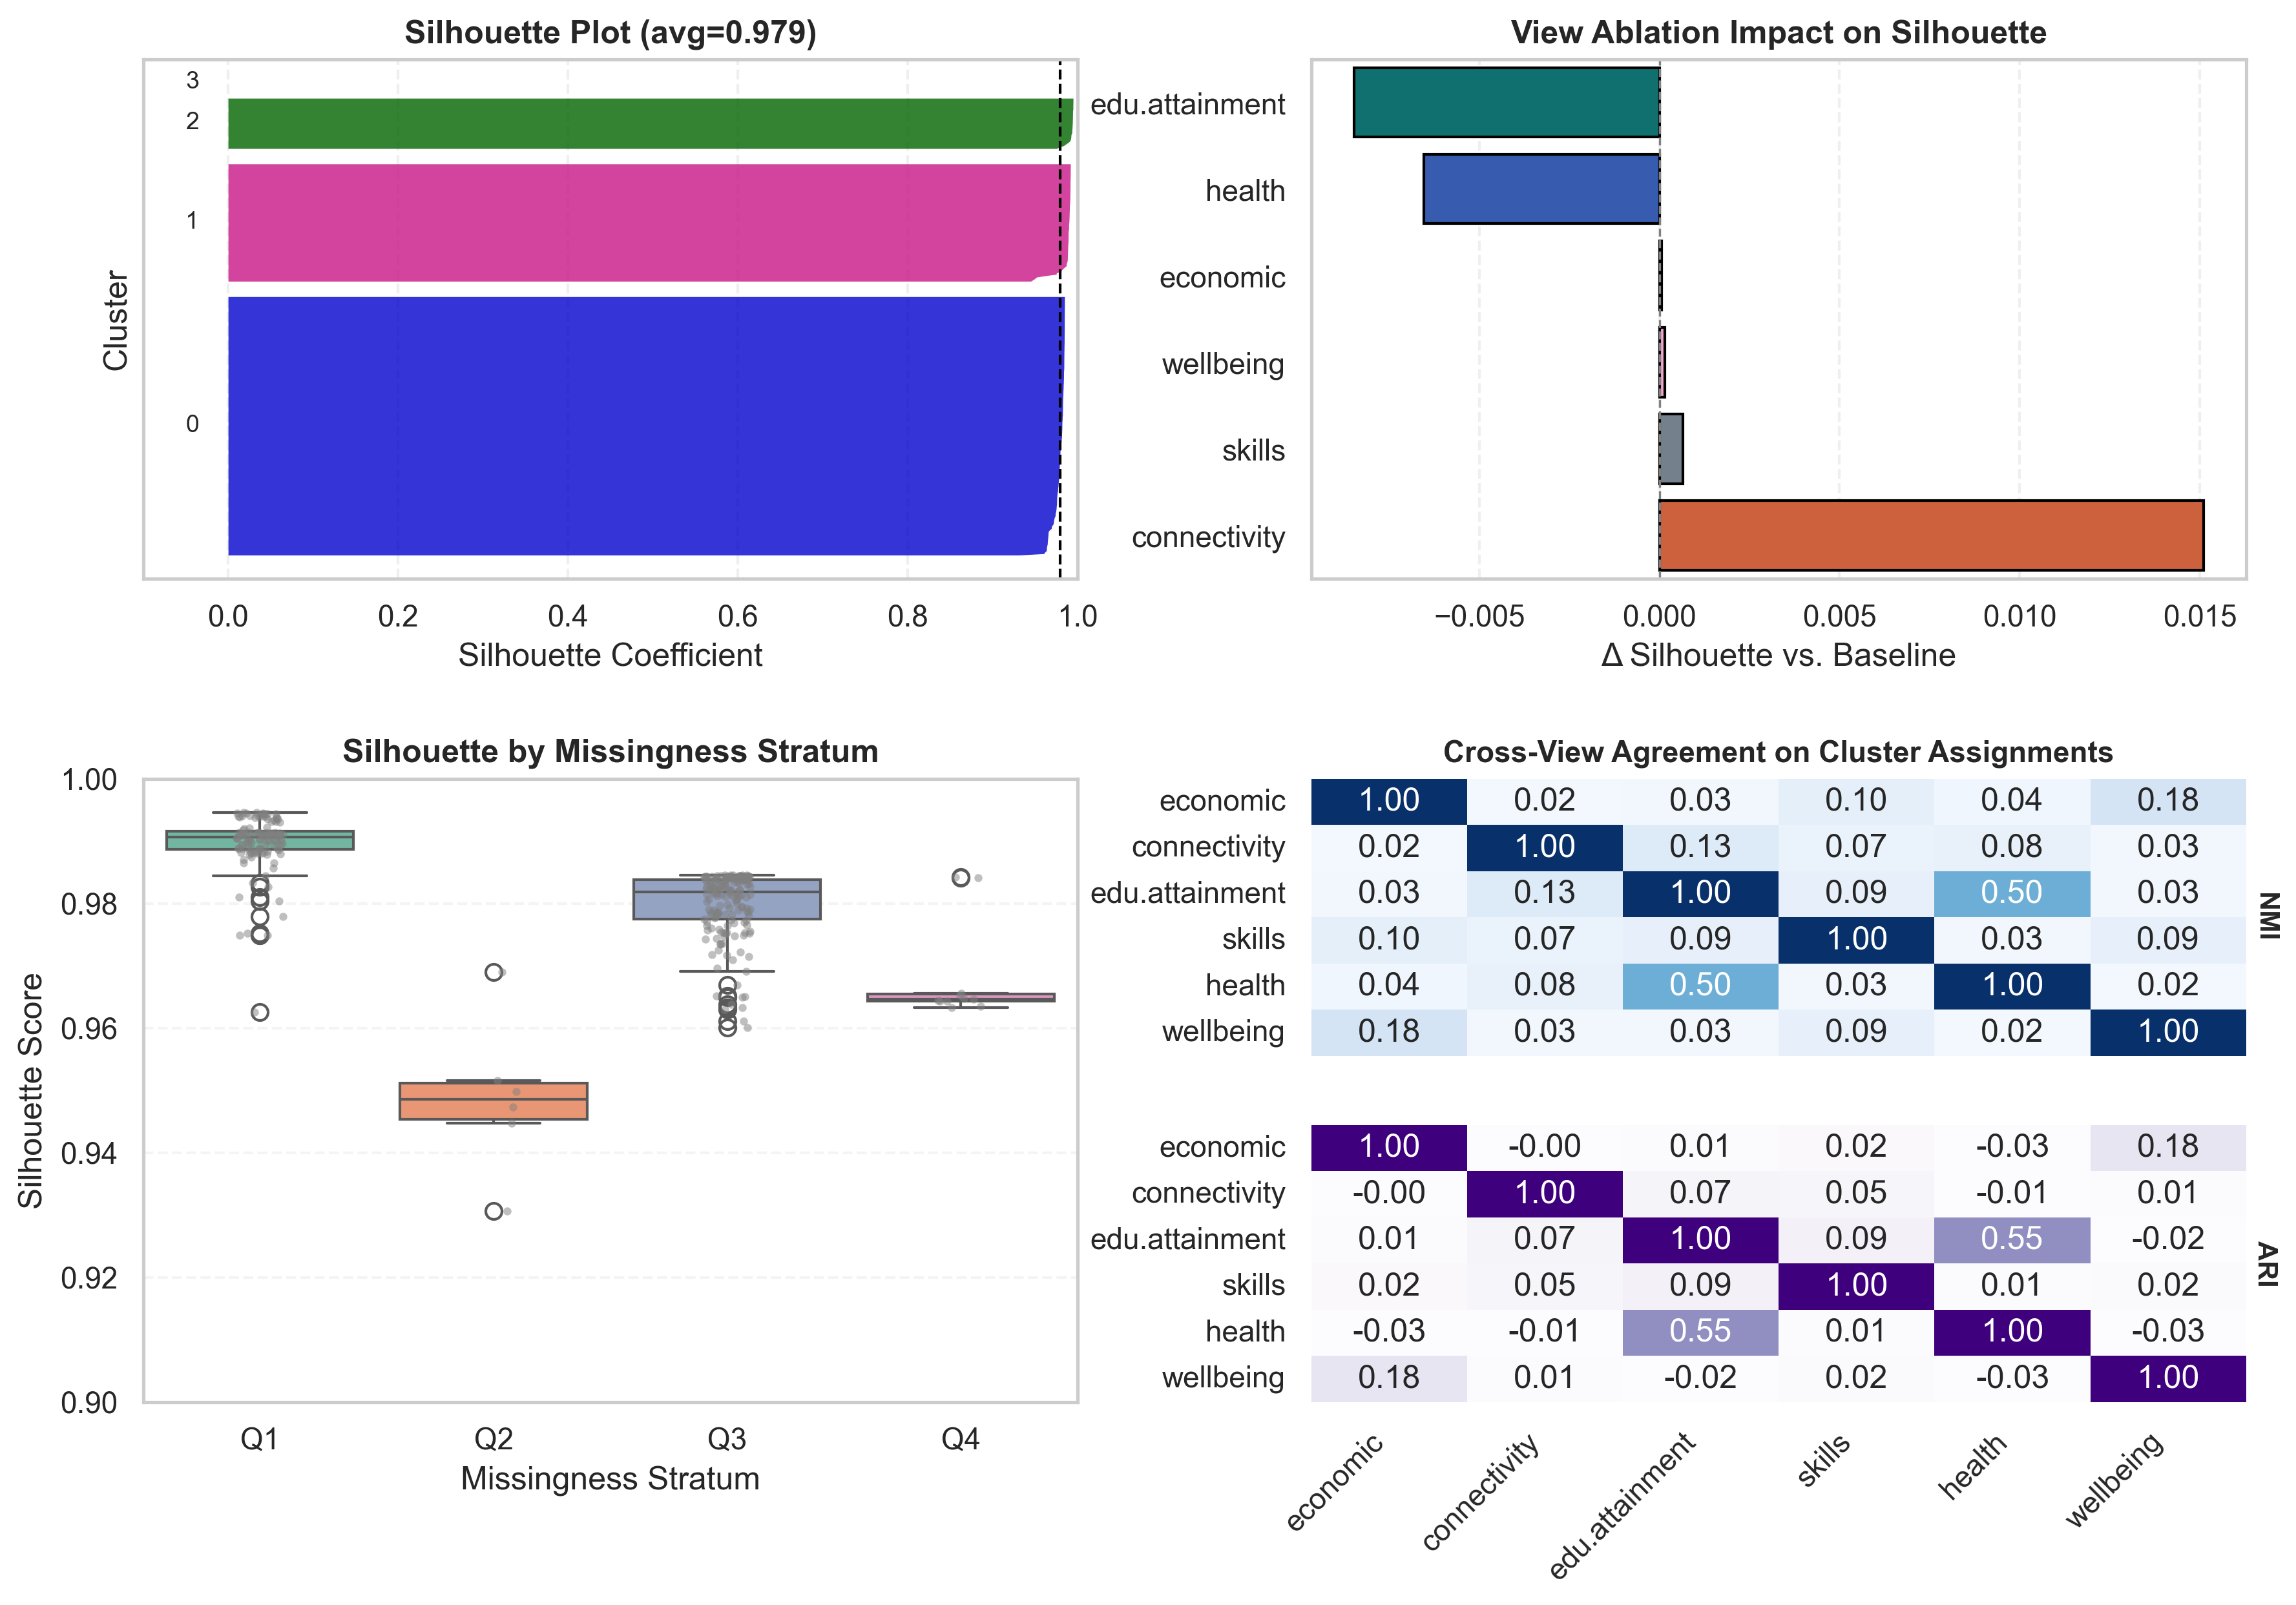 Silhouette Plot (avg=0.979)
3
2
1
0
Cluster
0.0 0.2 0.4 0.6 0.8 1.0
Silhouette Coefficient
View Ablation Impact on Silhouette
edu.attainment
health
economic
wellbeing
skills
connectivity
−0.005 0.000 0.005 0.010 0.015
Δ Silhouette vs. Baseline
Silhouette by Missingness Stratum
1.00
0.98
0.96
0.94
0.92
0.90
Silhouette Score
Q1 Q2 Q3 Q4
Missingness Stratum
Cross-View Agreement on Cluster Assignments
economic 1.00 0.02 0.03 0.10 0.04 0.18
connectivity 0.02 1.00 0.13 0.07 0.08 0.03
edu.attainment 0.03 0.13 1.00 0.09 0.50 0.03
skills 0.10 0.07 0.09 1.00 0.03 0.09
health 0.04 0.08 0.50 0.03 1.00 0.02
wellbeing 0.18 0.03 0.03 0.09 0.02 1.00
NMI
economic 1.00 -0.00 0.01 0.02 -0.03 0.18
connectivity -0.00 1.00 0.07 0.05 -0.01 0.01
edu.attainment 0.01 0.07 1.00 0.09 0.55 -0.02
skills 0.02 0.05 0.09 1.00 0.01 0.02
health -0.03 -0.01 0.55 0.01 1.00 -0.03
wellbeing 0.18 0.01 -0.02 0.02 -0.03 1.00
ARI
economic connectivity edu.attainment skills health wellbeing